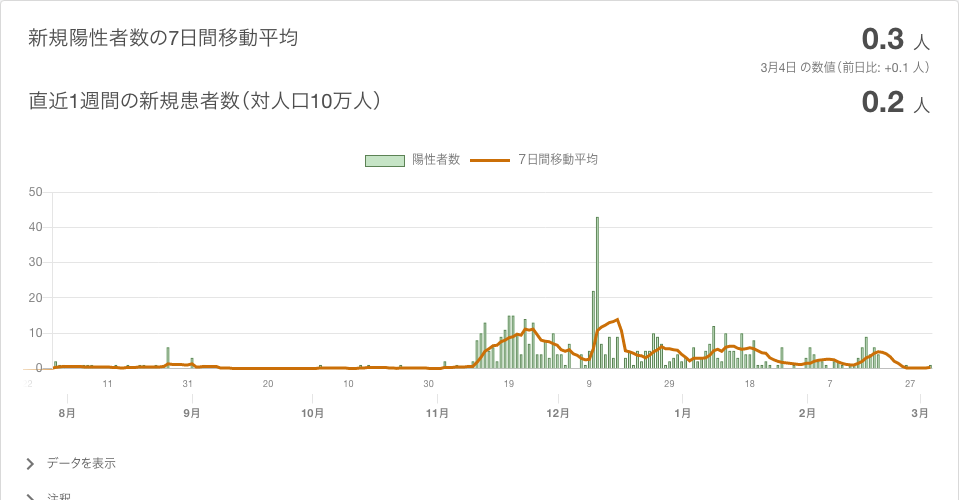 新規陽性者数の7日間移動平均
0.3 人
3月4日 の数値（前日比: +0.1 人）
直近1週間の新規患者数（対人口10万人）
0.2 人
陽性者数 7日間移動平均
50
40
30
20
10
0
2 11 31 20 10 30 19 9 29 18 7 27
8月 9月 10月 11月 12月 1月 2月 3月
データを表示
注釈